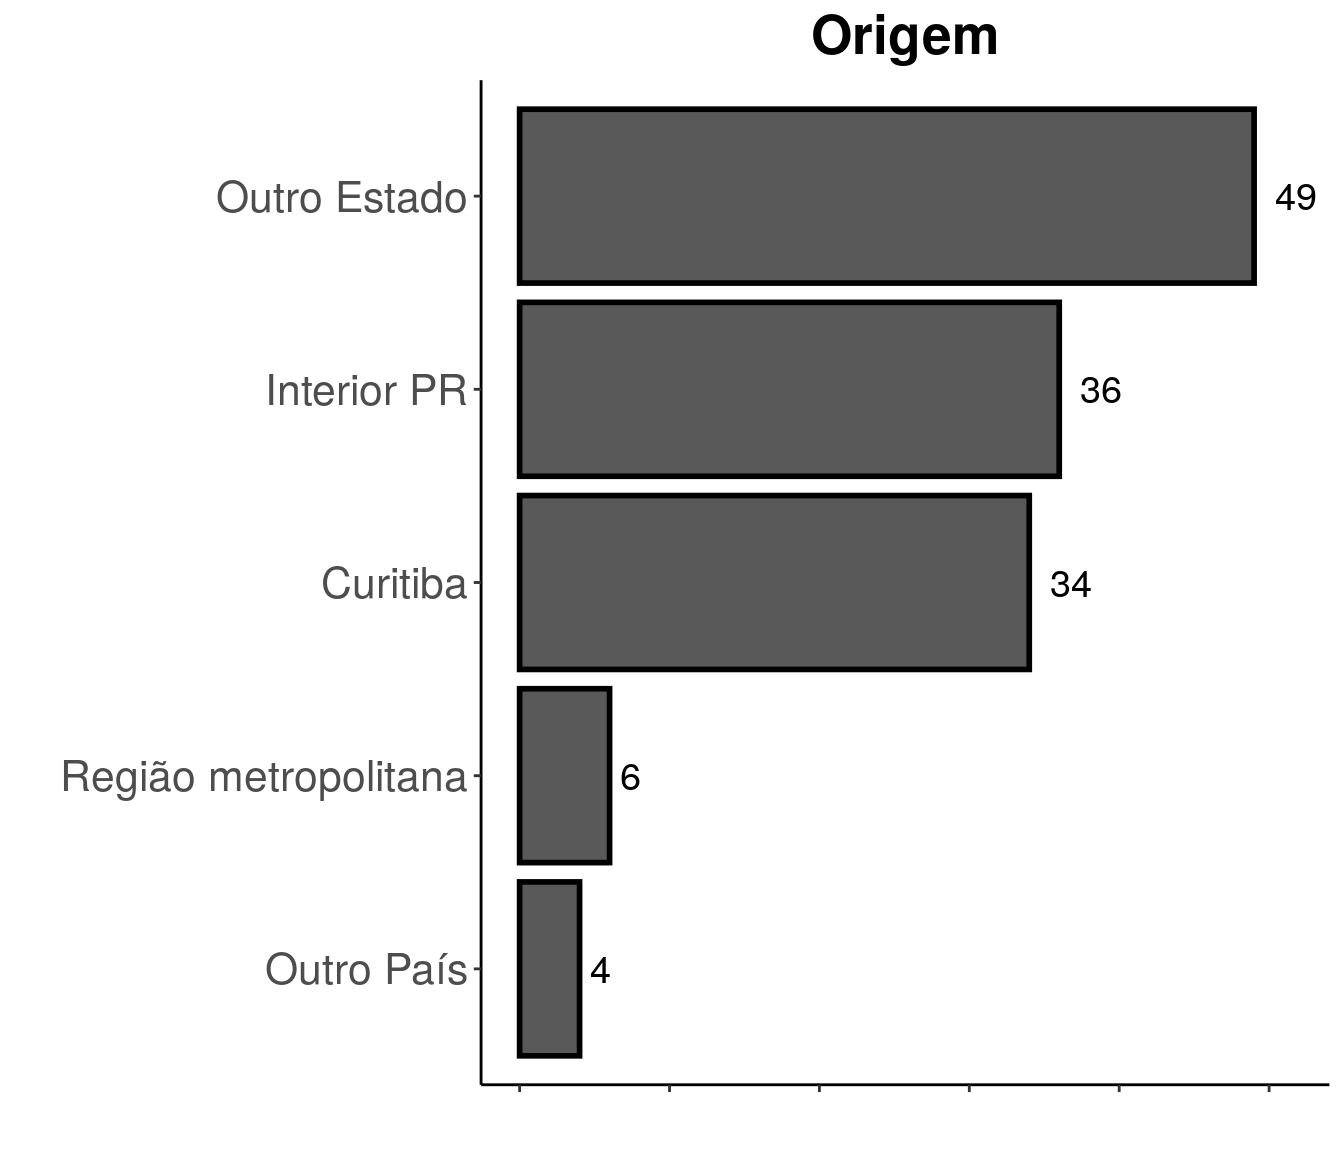 Origem
Outro Estado 49
Interior PR 36
Curitiba 34
Região metropolitana 6
Outro País 4